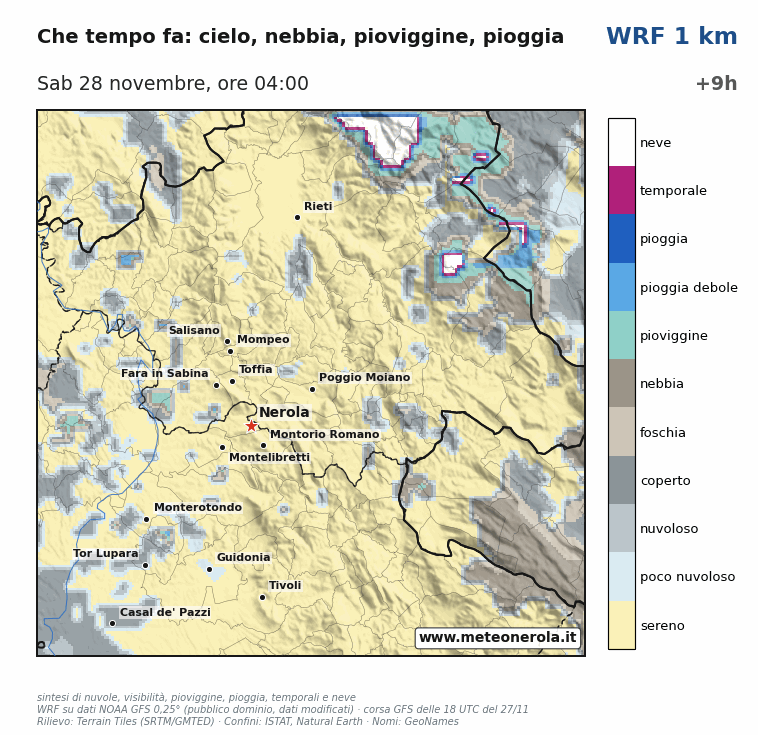 Che tempo fa: cielo, nebbia, pioviggine, pioggia
WRF 1 km
Sab 28 novembre, ore 04:00
+9h
neve
temporale
pioggia
pioggia debole
pioviggine
nebbia
foschia
coperto
nuvoloso
poco nuvoloso
sereno
Rieti
Salisano
Mompeo
Fara in Sabina
Toffia
Poggio Moiano
Nerola
Montorio Romano
Montelibretti
Monterotondo
Tor Lupara
Guidonia
Tivoli
Casal de' Pazzi
www.meteonerola.it
sintesi di nuvole, visibilità, pioviggine, pioggia, temporali e neve
WRF su dati NOAA GFS 0,25° (pubblico dominio, dati modificati) · corsa GFS delle 18 UTC del 27/11
Rilievo: Terrain Tiles (SRTM/GMTED) · Confini: ISTAT, Natural Earth · Nomi: GeoNames